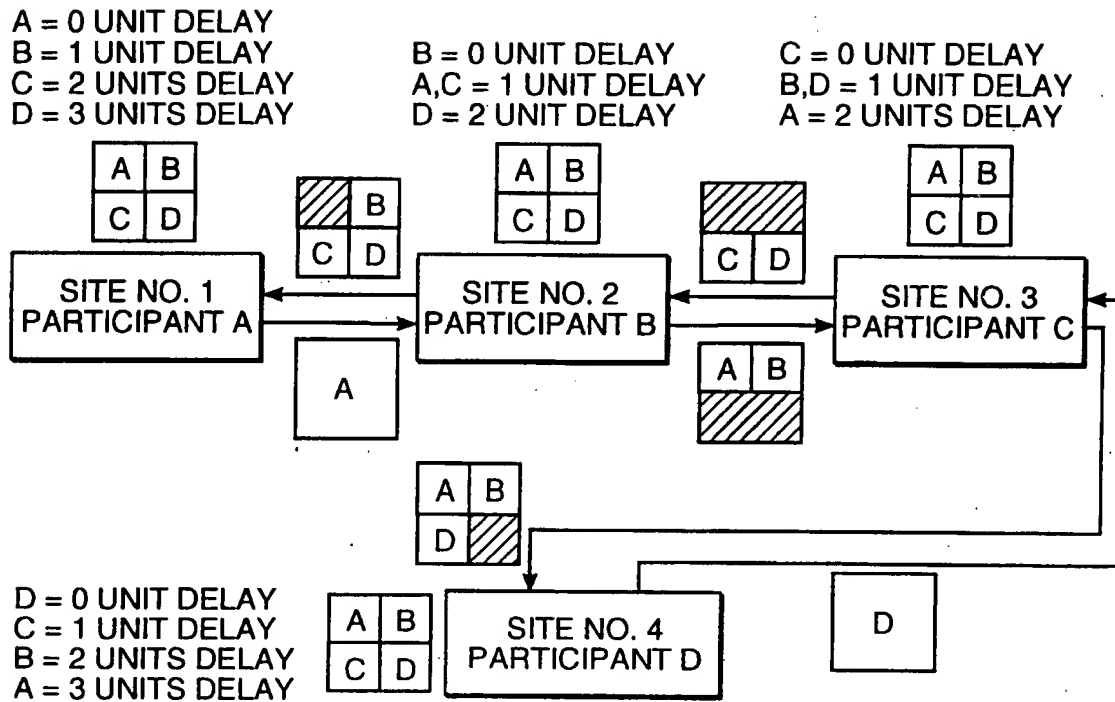 A = 0 UNIT DELAY
B = 1 UNIT DELAY
C = 2 UNITS DELAY
D = 3 UNITS DELAY
B = 0 UNIT DELAY
A,C = 1 UNIT DELAY
D = 2 UNIT DELAY
C = 0 UNIT DELAY
B,D = 1 UNIT DELAY
A = 2 UNITS DELAY
A B
C D
B
C D
A B
C D
C D
A B
C D
SITE NO. 1
PARTICIPANT A
SITE NO. 2
PARTICIPANT B
SITE NO. 3
PARTICIPANT C
A
A B
A B
D
D = 0 UNIT DELAY
C = 1 UNIT DELAY
B = 2 UNITS DELAY
A = 3 UNITS DELAY
A B
C D
SITE NO. 4
PARTICIPANT D
D